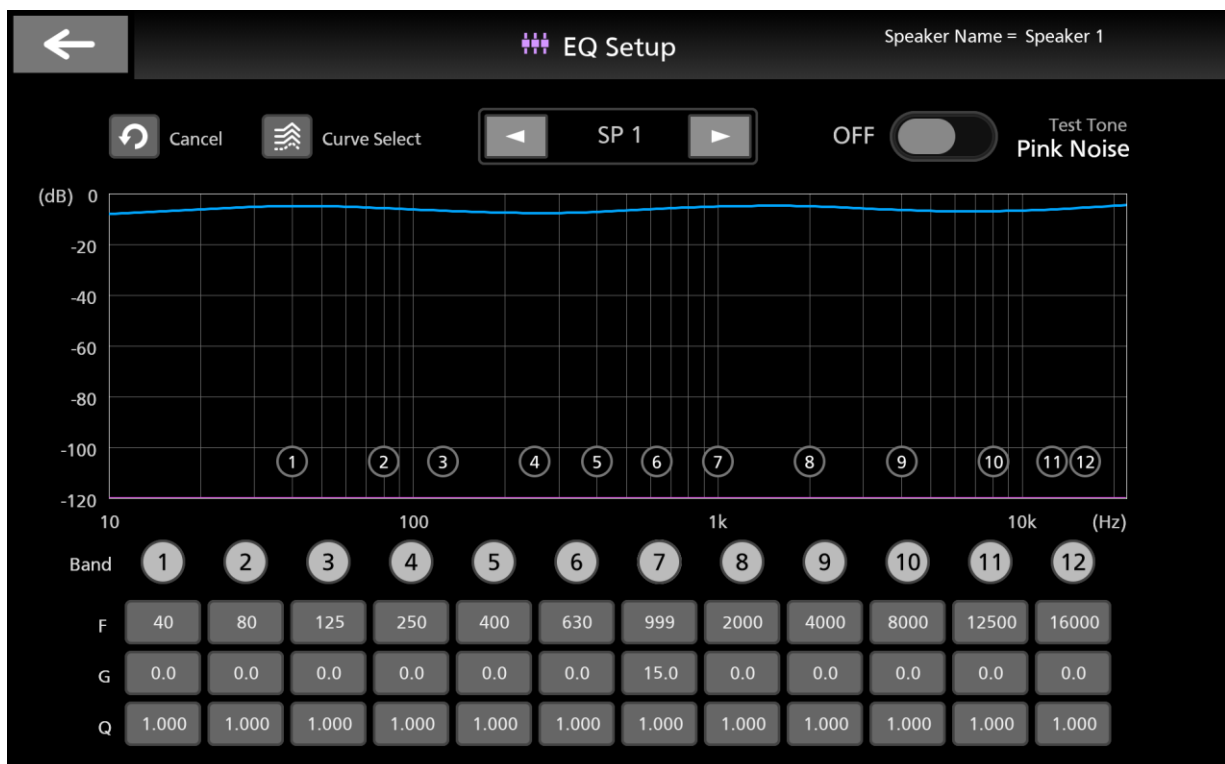 EQ Setup
Speaker Name = Speaker 1
Cancel
Curve Select
◄ SP 1 ►
OFF
Test Tone
Pink Noise
(dB) 0
-20
-40
-60
-80
-100
1 2 3 4 5 6 7 8 9 10 11 12
-120
10 100 1k 10k (Hz)
Band 1 2 3 4 5 6 7 8 9 10 11 12
F 40 80 125 250 400 630 999 2000 4000 8000 12500 16000
G 0.0 0.0 0.0 0.0 0.0 0.0 15.0 0.0 0.0 0.0 0.0 0.0
Q 1.000 1.000 1.000 1.000 1.000 1.000 1.000 1.000 1.000 1.000 1.000 1.000